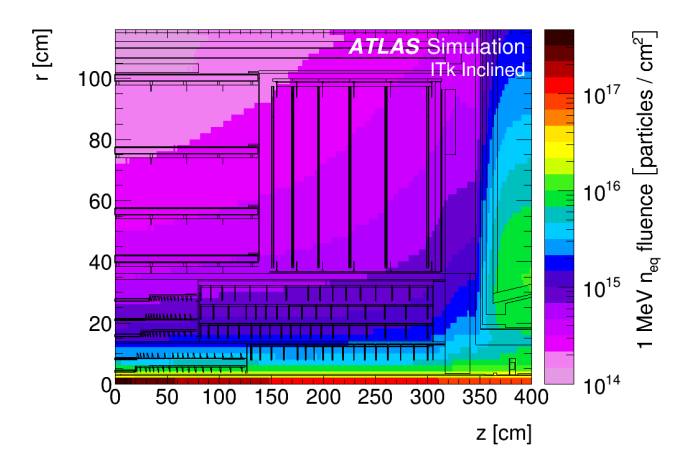 ATLAS Simulation
ITk Inclined
r [cm]
100
80
60
40
20
0
0 50 100 150 200 250 300 350 400
z [cm]
10^17
10^16
10^15
10^14
1 MeV n_eq fluence [particles / cm^2]